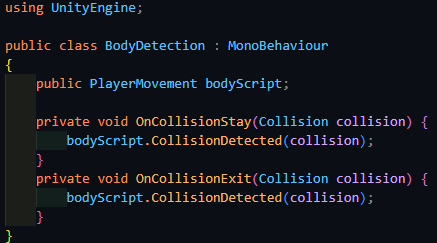 using UnityEngine;
public class BodyDetection : MonoBehaviour
{
    public PlayerMovement bodyScript;
    private void OnCollisionStay(Collision collision) {
        bodyScript.CollisionDetected(collision);
    }
    private void OnCollisionExit(Collision collision) {
        bodyScript.CollisionDetected(collision);
    }
}